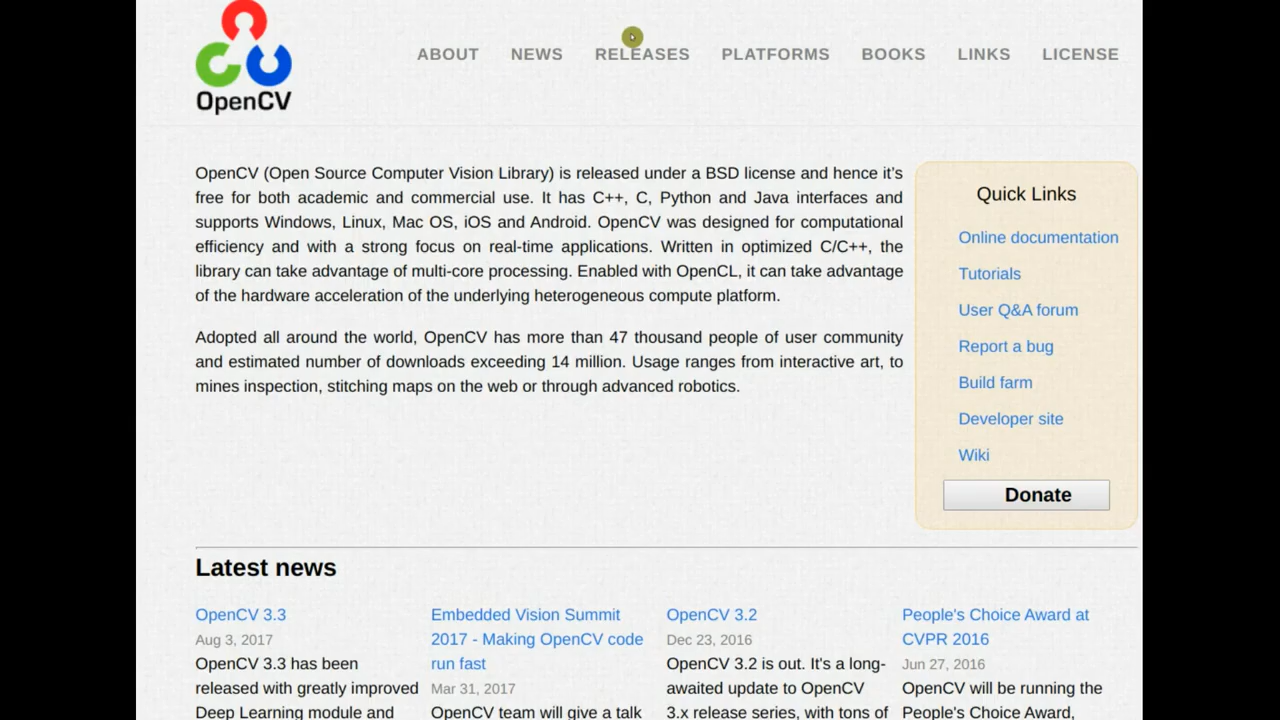 OpenCV
ABOUT NEWS RELEASES PLATFORMS BOOKS LINKS LICENSE
OpenCV (Open Source Computer Vision Library) is released under a BSD license and hence it's
free for both academic and commercial use. It has C++, C, Python and Java interfaces and
supports Windows, Linux, Mac OS, iOS and Android. OpenCV was designed for computational
efficiency and with a strong focus on real-time applications. Written in optimized C/C++, the
library can take advantage of multi-core processing. Enabled with OpenCL, it can take advantage
of the hardware acceleration of the underlying heterogeneous compute platform.
Adopted all around the world, OpenCV has more than 47 thousand people of user community
and estimated number of downloads exceeding 14 million. Usage ranges from interactive art, to
mines inspection, stitching maps on the web or through advanced robotics.
Quick Links
Online documentation
Tutorials
User Q&A forum
Report a bug
Build farm
Developer site
Wiki
Donate
Latest news
OpenCV 3.3
Aug 3, 2017
OpenCV 3.3 has been
released with greatly improved
Deep Learning module and
Embedded Vision Summit
2017 - Making OpenCV code
run fast
Mar 31, 2017
OpenCV team will give a talk
OpenCV 3.2
Dec 23, 2016
OpenCV 3.2 is out. It's a long-
awaited update to OpenCV
3.x release series, with tons of
People's Choice Award at
CVPR 2016
Jun 27, 2016
OpenCV will be running the
People's Choice Award,